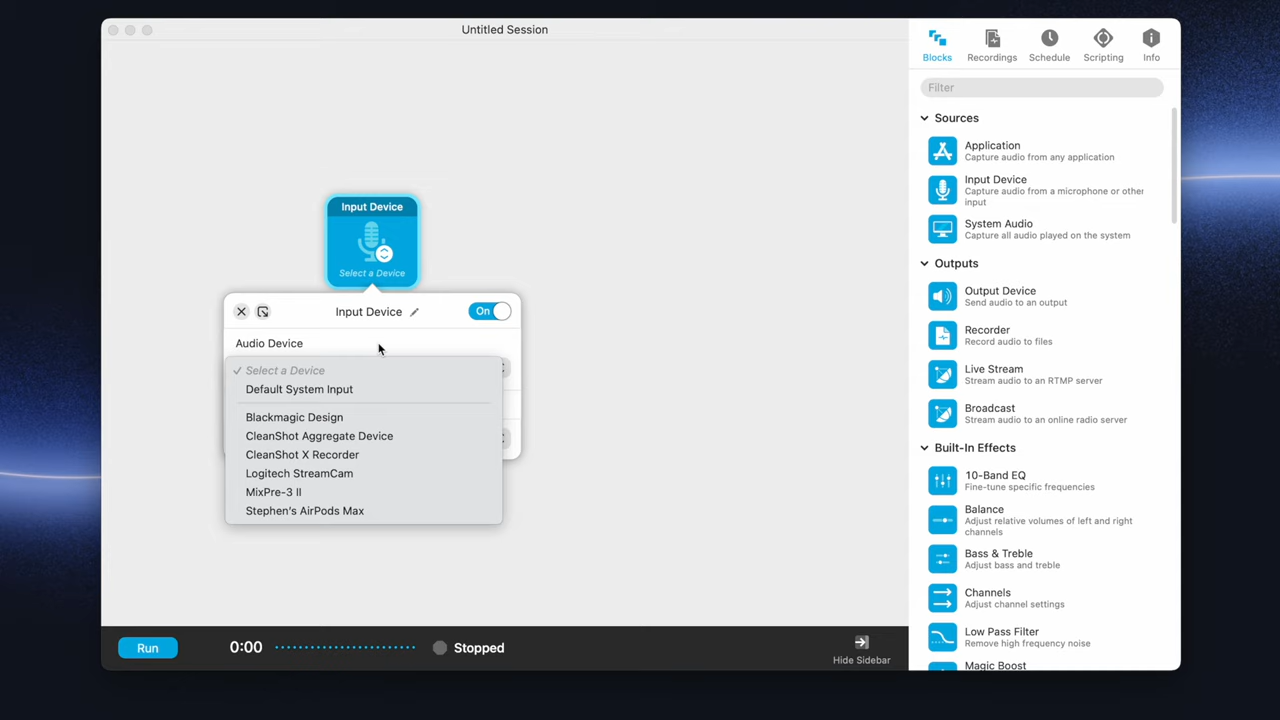 Untitled Session
Input Device
Select a Device
Input Device
On
Audio Device
✓ Select a Device
Default System Input
Blackmagic Design
CleanShot Aggregate Device
CleanShot X Recorder
Logitech StreamCam
MixPre-3 II
Stephen's AirPods Max
Run
0:00
Stopped
Hide Sidebar
Blocks
Recordings
Schedule
Scripting
Info
Filter
Sources
Application
Capture audio from any application
Input Device
Capture audio from a microphone or other
input
System Audio
Capture all audio played on the system
Outputs
Output Device
Send audio to an output
Recorder
Record audio to files
Live Stream
Stream audio to an RTMP server
Broadcast
Stream audio to an online radio server
Built-In Effects
10-Band EQ
Fine-tune specific frequencies
Balance
Adjust relative volumes of left and right
channels
Bass & Treble
Adjust bass and treble
Channels
Adjust channel settings
Low Pass Filter
Remove high frequency noise
Magic Boost